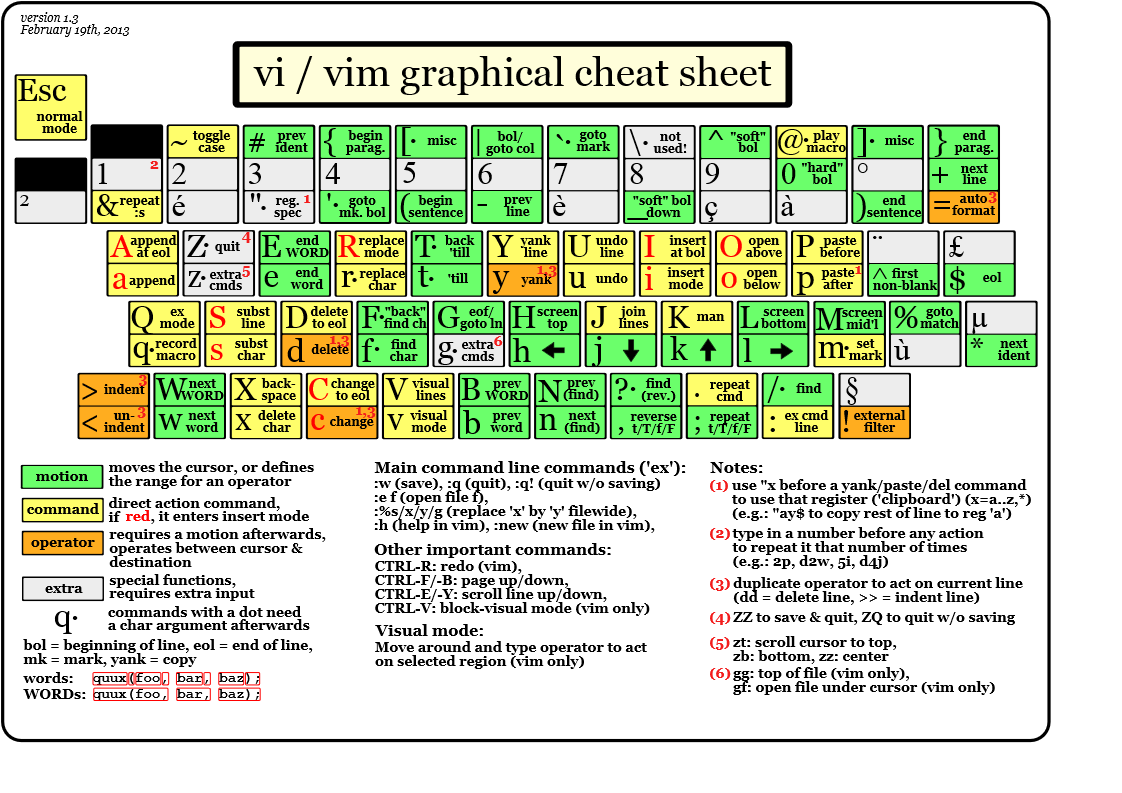 version 1.3
February 19th, 2013
vi / vim graphical cheat sheet
Esc
normal
mode
2
1 2
& repeat :s
~ toggle case
2
é
# prev ident
3
"· reg. spec 1
{ begin parag.
4
'· goto mk. bol
[· misc
5
( begin sentence
| bol/ goto col
6
- prev line
`· goto mark
7
è
\· not used!
8
_ "soft" bol down
^ "soft" bol
9
ç
@· play macro
0 "hard" bol
à
]· misc
°
) end sentence
} end parag.
+ next line
= auto format 3
A append at eol
a append
Z· quit 4
z· extra cmds 5
E end WORD
e end word
R replace mode
r· replace char
T· back 'till
t· 'till
Y yank line
y yank 1,3
U undo line
u undo
I insert at bol
i insert mode
O open above
o open below
P paste before
p paste after 1
¨
^ first non-blank
£
$ eol
Q ex mode
q· record macro
S subst line
s subst char
D delete to eol
d delete 1,3
F· "back" find ch
f· find char
G eof/ goto ln
g· extra cmds 6
H screen top
h ←
J join lines
j ↓
K man
k ↑
L screen bottom
l →
M screen mid'l
m· set mark
% goto match
ù
µ
* next ident
> indent 3
< un-indent 3
W next WORD
w next word
X back-space
x delete char
C change to eol
c change 1,3
V visual lines
v visual mode
B prev WORD
b prev word
N prev (find)
n next (find)
?· find (rev.)
, reverse t/T/f/F
. repeat cmd
; repeat t/T/f/F
/· find
: ex cmd line
§
! external filter
motion moves the cursor, or defines
the range for an operator
command direct action command,
if red, it enters insert mode
operator requires a motion afterwards,
operates between cursor &
destination
extra special functions,
requires extra input
q· commands with a dot need
a char argument afterwards
bol = beginning of line, eol = end of line,
mk = mark, yank = copy
words: quux(foo, bar, baz);
WORDs: quux(foo, bar, baz);
Main command line commands ('ex'):
:w (save), :q (quit), :q! (quit w/o saving)
:e f (open file f),
:%s/x/y/g (replace 'x' by 'y' filewide),
:h (help in vim), :new (new file in vim),
Other important commands:
CTRL-R: redo (vim),
CTRL-F/-B: page up/down,
CTRL-E/-Y: scroll line up/down,
CTRL-V: block-visual mode (vim only)
Visual mode:
Move around and type operator to act
on selected region (vim only)
Notes:
(1) use "x before a yank/paste/del command
to use that register ('clipboard') (x=a..z,*)
(e.g.: "ay$ to copy rest of line to reg 'a')
(2) type in a number before any action
to repeat it that number of times
(e.g.: 2p, d2w, 5i, d4j)
(3) duplicate operator to act on current line
(dd = delete line, >> = indent line)
(4) ZZ to save & quit, ZQ to quit w/o saving
(5) zt: scroll cursor to top,
zb: bottom, zz: center
(6) gg: top of file (vim only),
gf: open file under cursor (vim only)